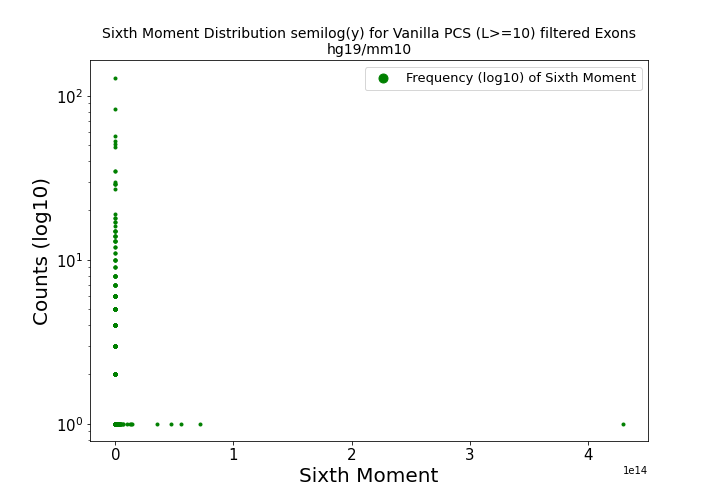 Sixth Moment Distribution semilog(y) for Vanilla PCS (L>=10) filtered Exons
hg19/mm10
Frequency (log10) of Sixth Moment
Counts (log10)
10²
10¹
10⁰
0 1 2 3 4
1e14
Sixth Moment